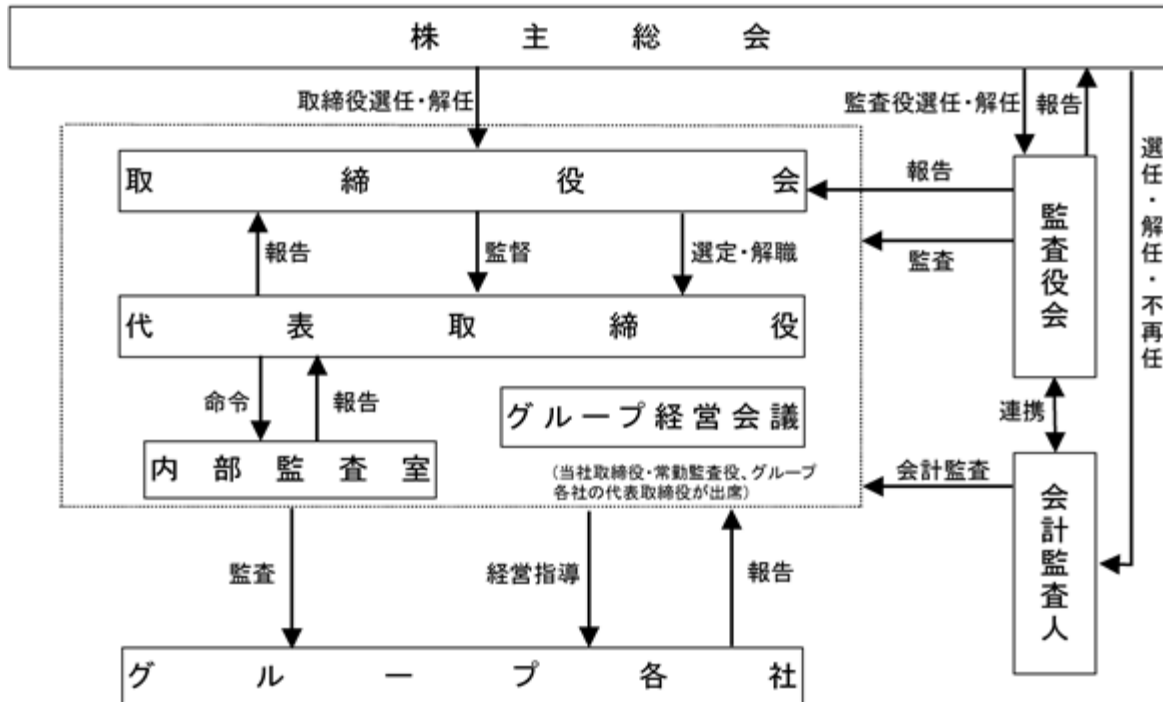 株主総会
取締役選任・解任
監査役選任・解任
報告
選任・解任・不再任
取締役会
報告
監査役会
報告
監督
選定・解職
監査
代表取締役
命令
報告
グループ経営会議
連携
内部監査室
(当社取締役・常勤監査役、グループ
各社の代表取締役が出席)
会計監査
会計監査人
監査
経営指導
報告
グループ各社